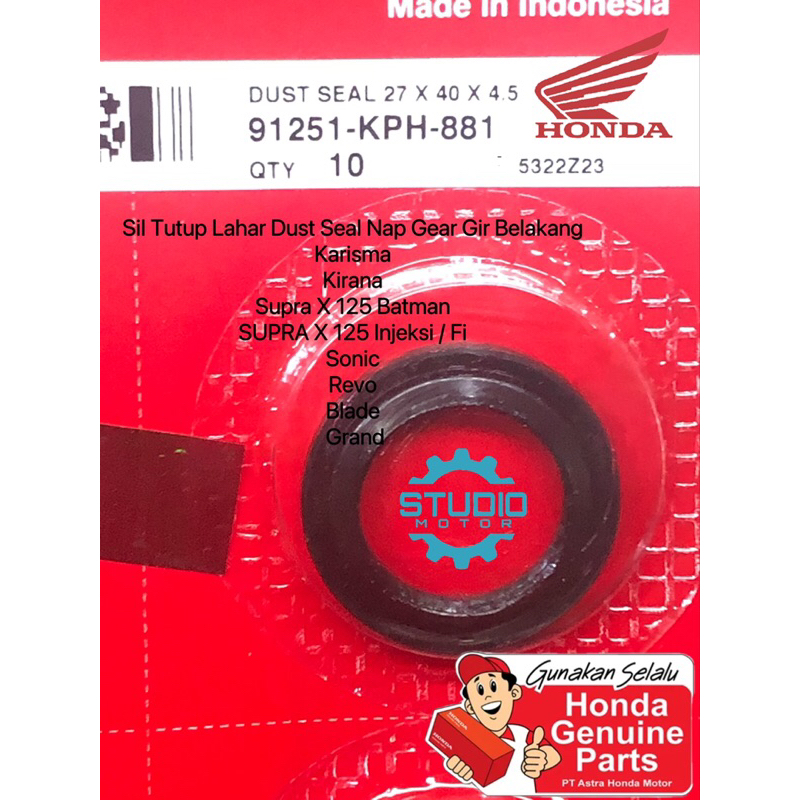 Made in Indonesia
DUST SEAL 27 X 40 X 4.5
91251-KPH-881
QTY 10
5322Z23
HONDA
Sil Tutup Lahar Dust Seal Nap Gear Gir Belakang
Karisma
Kirana
Supra X 125 Batman
SUPRA X 125 Injeksi / Fi
Sonic
Revo
Blade
Grand
STUDIO
MOTOR
Gunakan Selalu
Honda
Genuine
Parts
PT Astra Honda Motor